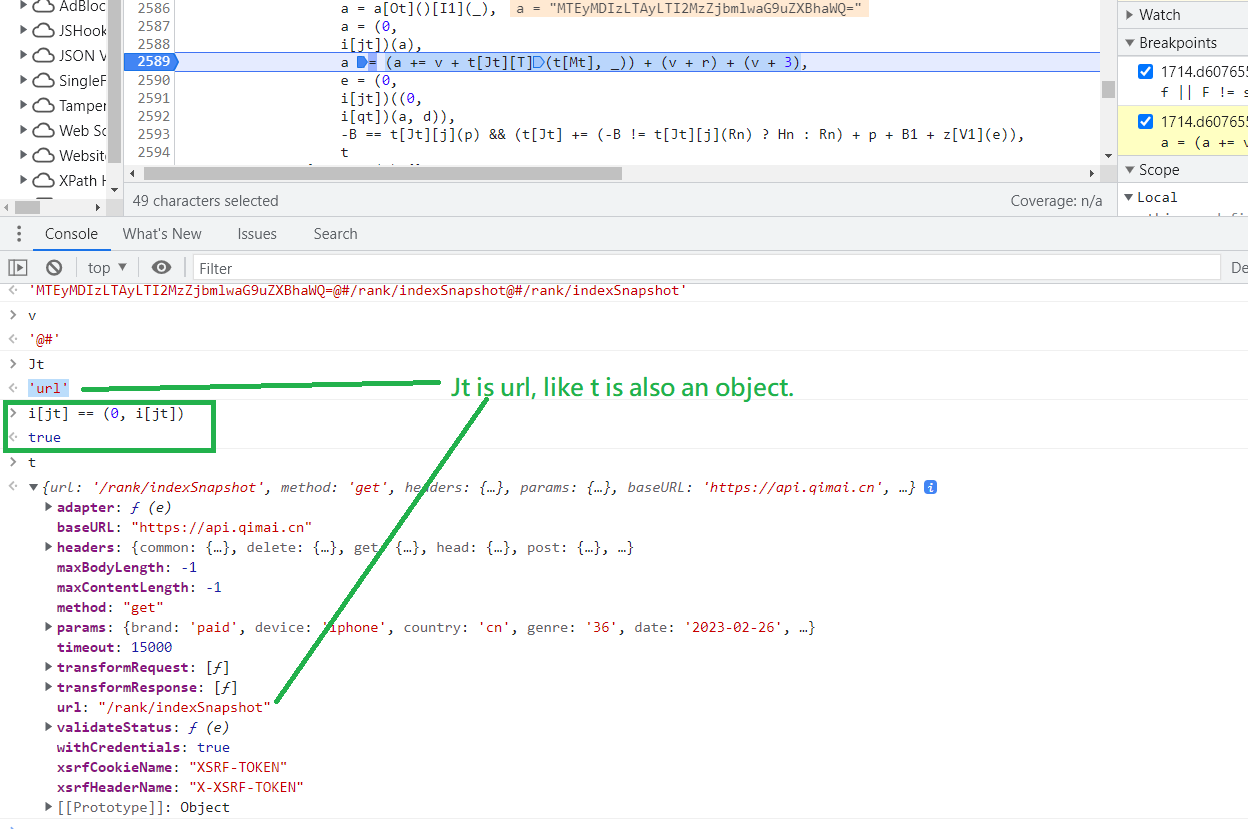 AdBloc
JSHook
JSON V
SingleF
Tamper
Web Sc
Website
XPath H
2586 a = a[Ot]()[I1](_), a = "MTEyMDIzLTAyLTI2MzZjbmlwaG9uZXBhaWQ="
2587 a = (0,
2588 i[jt])(a),
2589 a = (a += v + t[Jt][T](t[Mt], _)) + (v + r) + (v + 3),
2590 e = (0,
2591 i[jt])((0,
2592 i[qt])(a, d)),
2593 -B == t[Jt][j](p) && (t[Jt] += (-B != t[Jt][j](Rn) ? Hn : Rn) + p + B1 + z[V1](e)),
2594 t
49 characters selected Coverage: n/a
Watch
Breakpoints
1714.d607655
f || F != s
1714.d607655
a = (a += v
Scope
Local
Console What's New Issues Search
top ▼ Filter De
'MTEyMDIzLTAyLTI2MzZjbmlwaG9uZXBhaWQ=@#/rank/indexSnapshot@#/rank/indexSnapshot'
> v
'@#'
> Jt
'url'
Jt is url, like t is also an object.
> i[jt] == (0, i[jt])
true
> t
{url: '/rank/indexSnapshot', method: 'get', headers: {…}, params: {…}, baseURL: 'https://api.qimai.cn', …}
adapter: ƒ (e)
baseURL: "https://api.qimai.cn"
headers: {common: {…}, delete: {…}, get: {…}, head: {…}, post: {…}, …}
maxBodyLength: -1
maxContentLength: -1
method: "get"
params: {brand: 'paid', device: 'iphone', country: 'cn', genre: '36', date: '2023-02-26', …}
timeout: 15000
transformRequest: [ƒ]
transformResponse: [ƒ]
url: "/rank/indexSnapshot"
validateStatus: ƒ (e)
withCredentials: true
xsrfCookieName: "XSRF-TOKEN"
xsrfHeaderName: "X-XSRF-TOKEN"
[[Prototype]]: Object